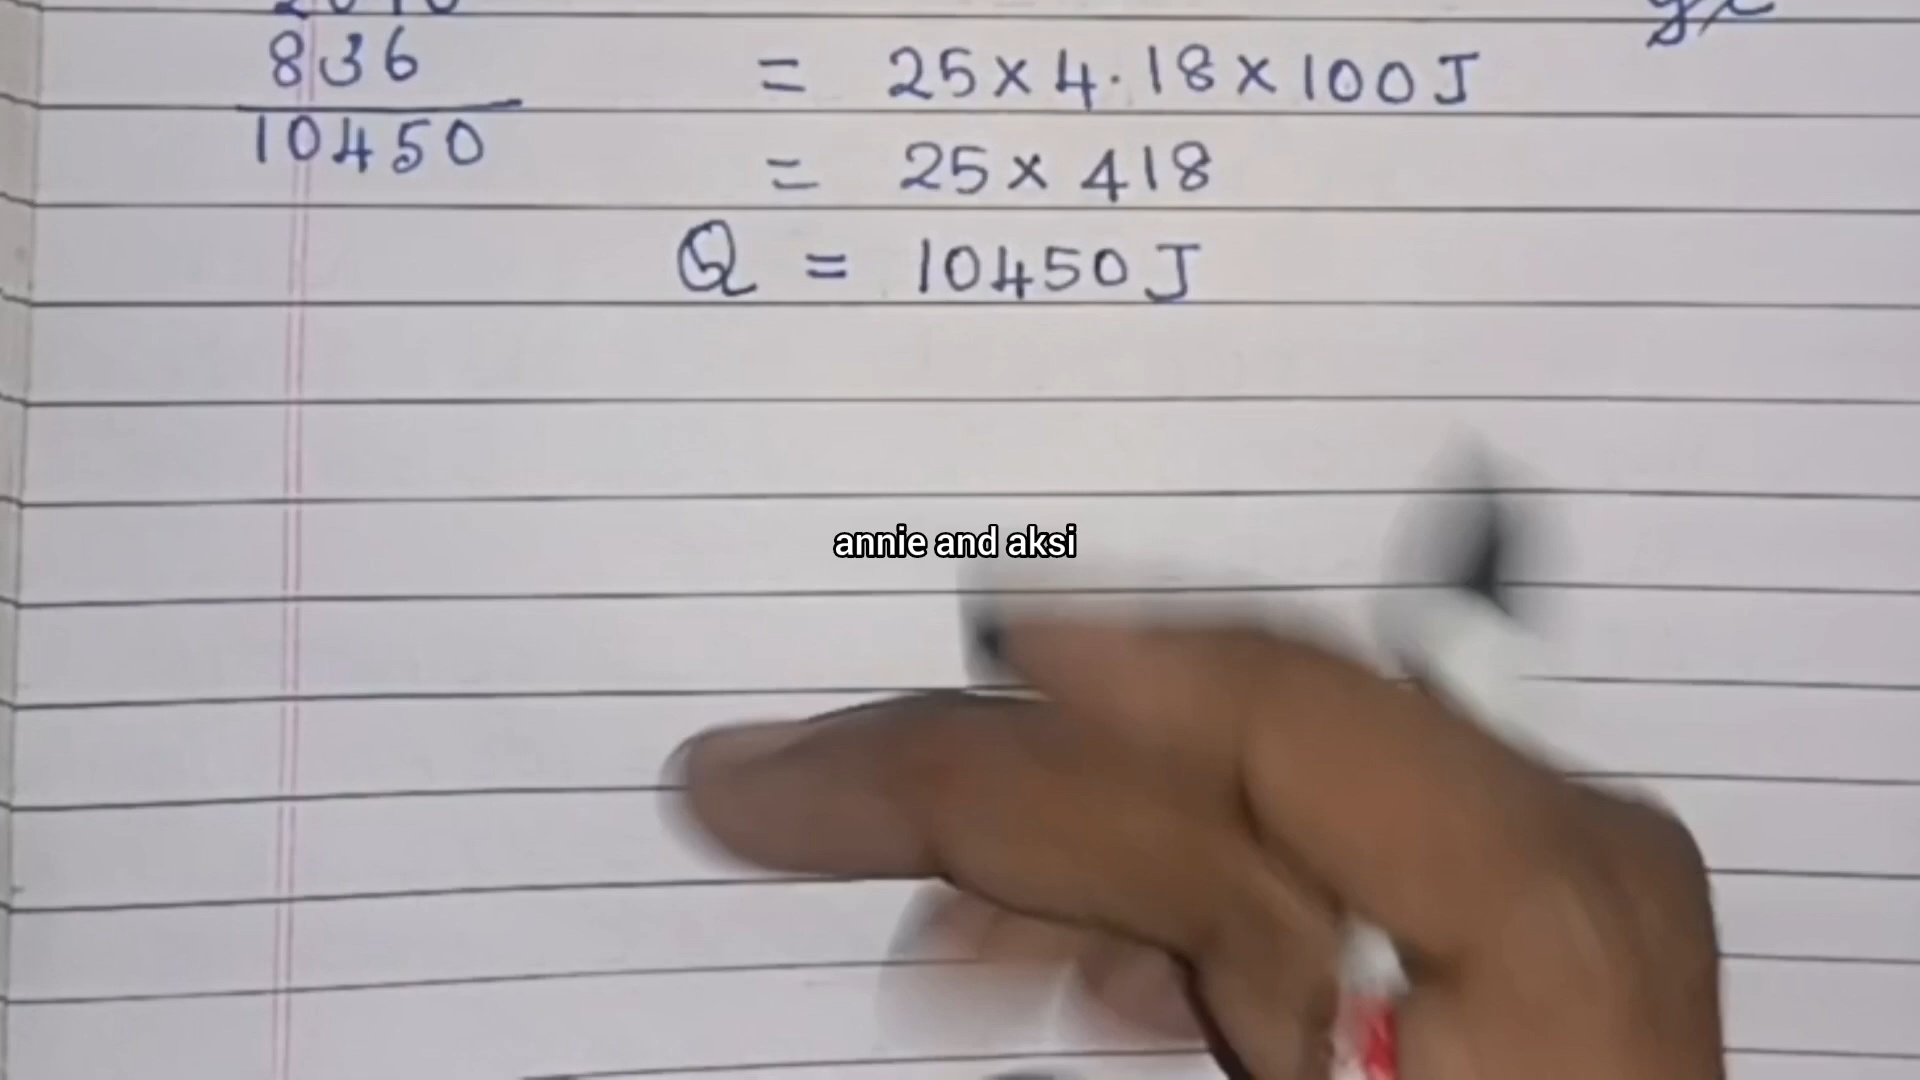 836
10450
= 25 × 4.18 × 100 J
= 25 × 418
Q = 10450 J
annie and aksi